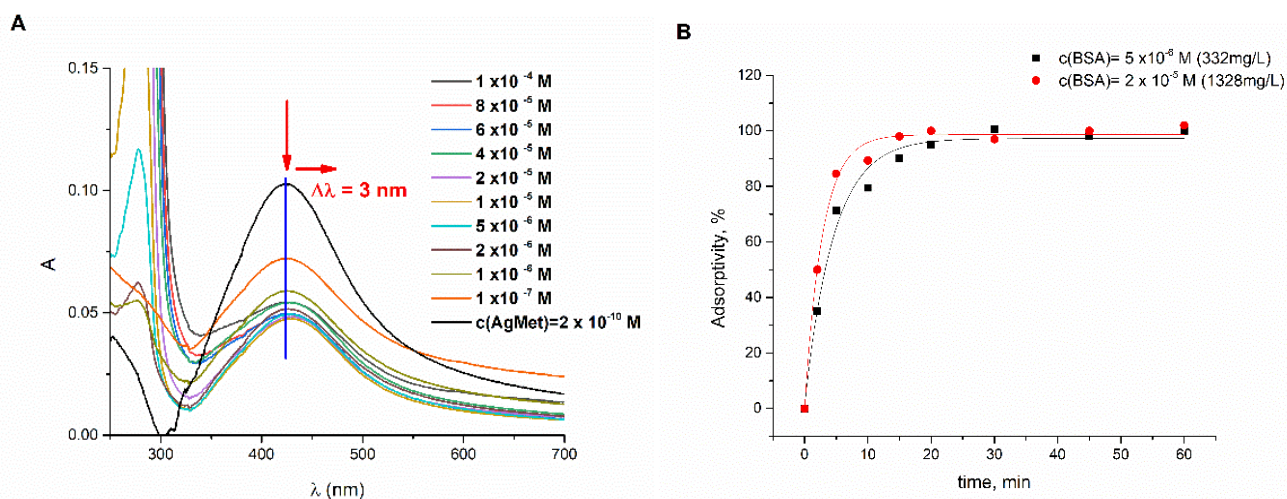 A
0.15
0.10
0.05
0.00
A
300
400
500
600
700
λ (nm)
Δλ = 3 nm
1 x10 -4 M
8 x10 -5 M
6 x10 -5 M
4 x10 -5 M
2 x10 -5 M
1 x10 -5 M
5 x10 -6 M
2 x10 -6 M
1 x10 -6 M
1 x10 -7 M
c(AgMet)=2 x 10 -10 M
B
c(BSA)= 5 x10 -6 M (332mg/L)
c(BSA)= 2 x10 -5 M (1328mg/L)
120
100
80
60
40
20
0
Adsorptivity, %
0
10
20
30
40
50
60
time, min